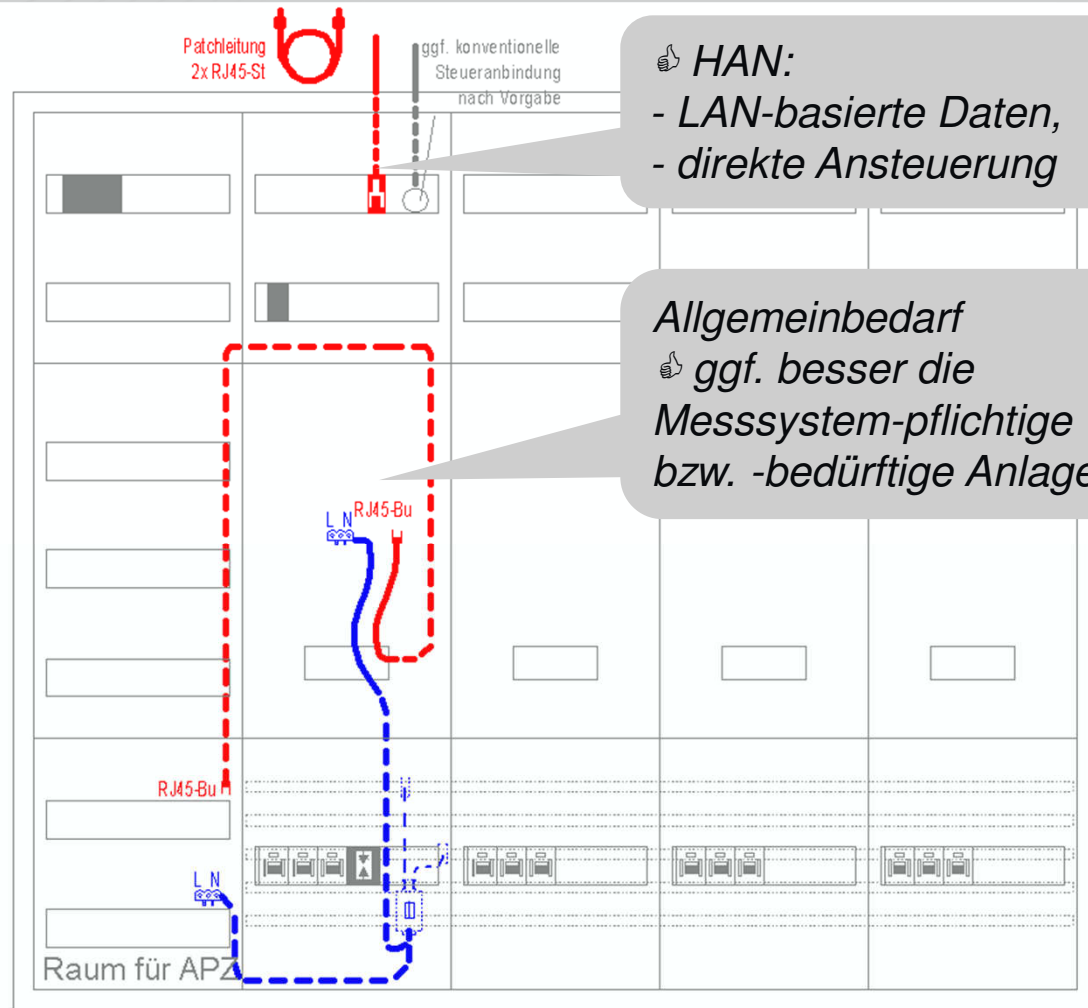 Patchleitung
2x RJ45-St
ggf. konventionelle
Steueranbindung
nach Vorgabe
👍 HAN:
- LAN-basierte Daten,
- direkte Ansteuerung
Allgemeinbedarf
👍 ggf. besser die
Messsystem-pflichtige
bzw. -bedürftige Anlage
L N
RJ45-Bu
RJ45-Bu
L N
Raum für APZ